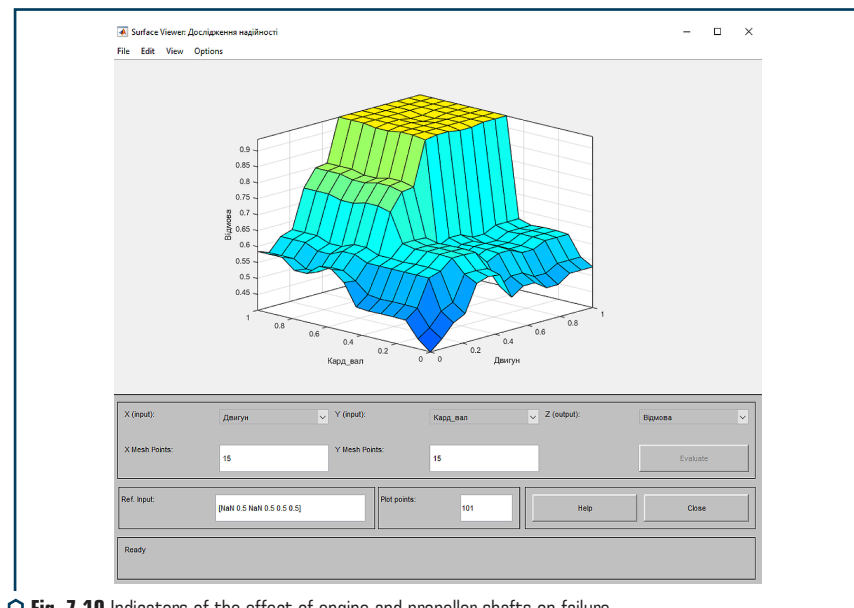 Surface Viewer: Дослідження надійності
File Edit View Options
0.9
0.85
0.8
0.75
0.7
0.65
0.6
0.55
0.5
0.45
Відмова
1
0.8
0.6
0.4
0.2
0
Кард_вал
0
0.2
0.4
0.6
0.8
1
Двигун
X (input): Двигун Y (input): Кард_вал Z (output): Відмова
X Mesh Points: 15 Y Mesh Points: 15 Evaluate
Ref. Input: [NaN 0.5 NaN 0.5 0.5 0.5] Plot points: 101 Help Close
Ready
Fig. 7.10 Indicators of the effect of engine and propeller shafts on failure